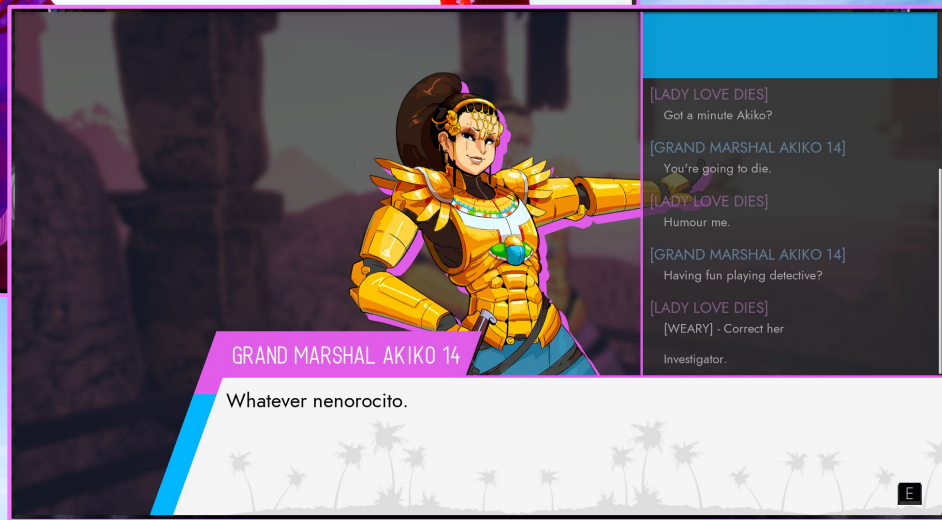 [LADY LOVE DIES]
Got a minute Akiko?
[GRAND MARSHAL AKIKO 14]
You're going to die.
[LADY LOVE DIES]
Humour me.
[GRAND MARSHAL AKIKO 14]
Having fun playing detective?
[LADY LOVE DIES]
[WEARY] - Correct her
Investigator.
GRAND MARSHAL AKIKO 14
Whatever nenorocito.
E